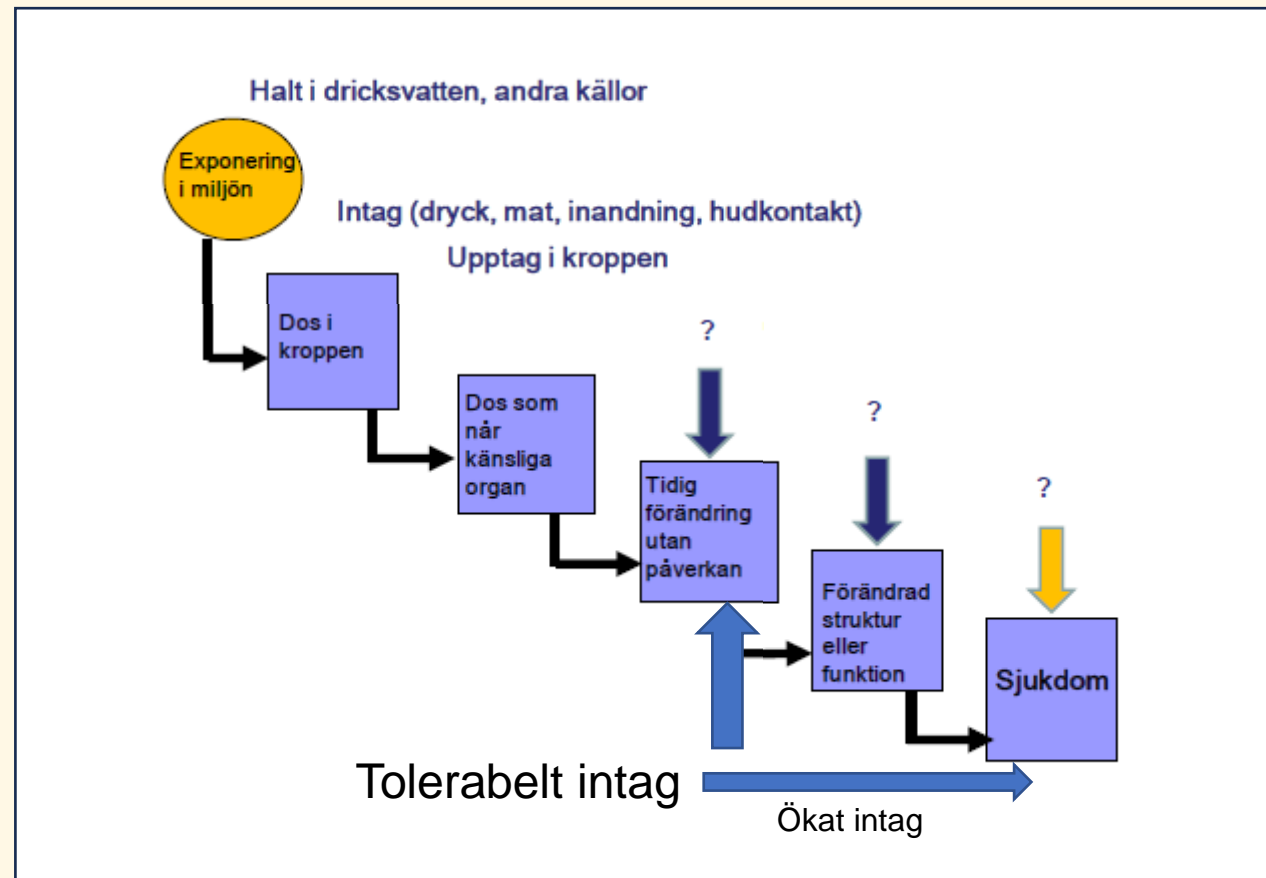 Halt i dricksvatten, andra källor
Exponering
i miljön
Intag (dryck, mat, inandning, hudkontakt)
Upptag i kroppen
Dos i
kroppen
?
Dos som
når
känsliga
organ
?
Tidig
förändring
utan
påverkan
?
Förändrad
struktur
eller
funktion
Sjukdom
Tolerabelt intag
Ökat intag